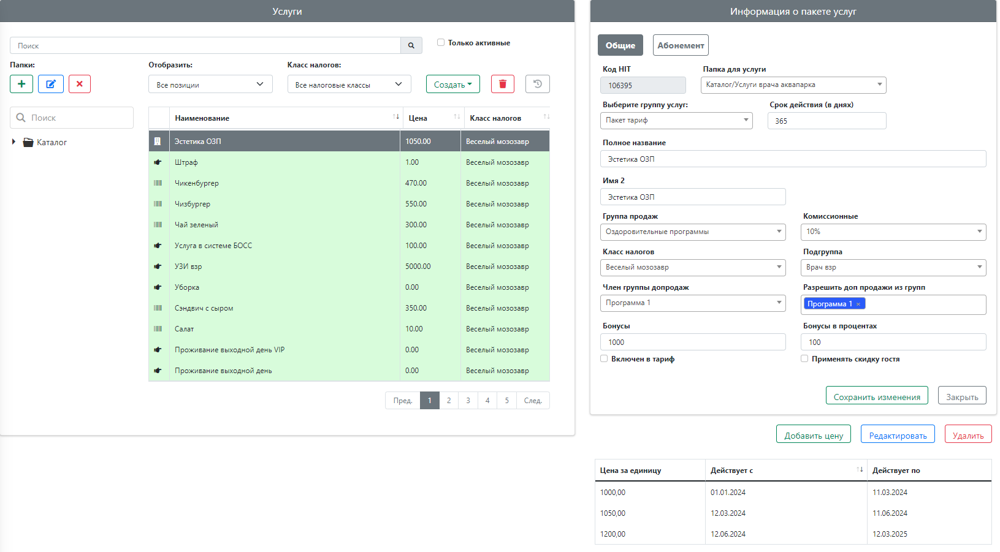 Услуги
Поиск
Только активные
Папки:
Отобразить:
Класс налогов:
Все позиции
Все налоговые классы
Создать
Поиск
Каталог
Наименование Цена Класс налогов
Эстетика ОЗП 1050.00 Веселый мозозавр
Штраф 1.00 Веселый мозозавр
Чикенбургер 470.00 Веселый мозозавр
Чизбургер 550.00 Веселый мозозавр
Чай зеленый 300.00 Веселый мозозавр
Услуга в системе БОСС 100.00 Веселый мозозавр
УЗИ взр 5000.00 Веселый мозозавр
Уборка 0.00 Веселый мозозавр
Сэндвич с сыром 350.00 Веселый мозозавр
Салат 10.00 Веселый мозозавр
Проживание выходной день VIP 0.00 Веселый мозозавр
Проживание выходной день 0.00 Веселый мозозавр
Пред. 1 2 3 4 5 След.
Информация о пакете услуг
Общие Абонемент
Код HIT Папка для услуги
106395 Каталог/Услуги врача аквапарка
Выберите группу услуг: Срок действия (в днях)
Пакет тариф 365
Полное название
Эстетика ОЗП
Имя 2
Эстетика ОЗП
Группа продаж Комиссионные
Оздоровительные программы 10%
Класс налогов Подгруппа
Веселый мозозавр Врач взр
Член группы допродаж Разрешить доп продажи из групп
Программа 1 Программа 1 ×
Бонусы Бонусы в процентах
1000 100
Включен в тариф Применять скидку гостя
Сохранить изменения Закрыть
Добавить цену Редактировать Удалить
Цена за единицу Действует с Действует по
1000,00 01.01.2024 11.03.2024
1050,00 12.03.2024 11.06.2024
1200,00 12.06.2024 12.03.2025